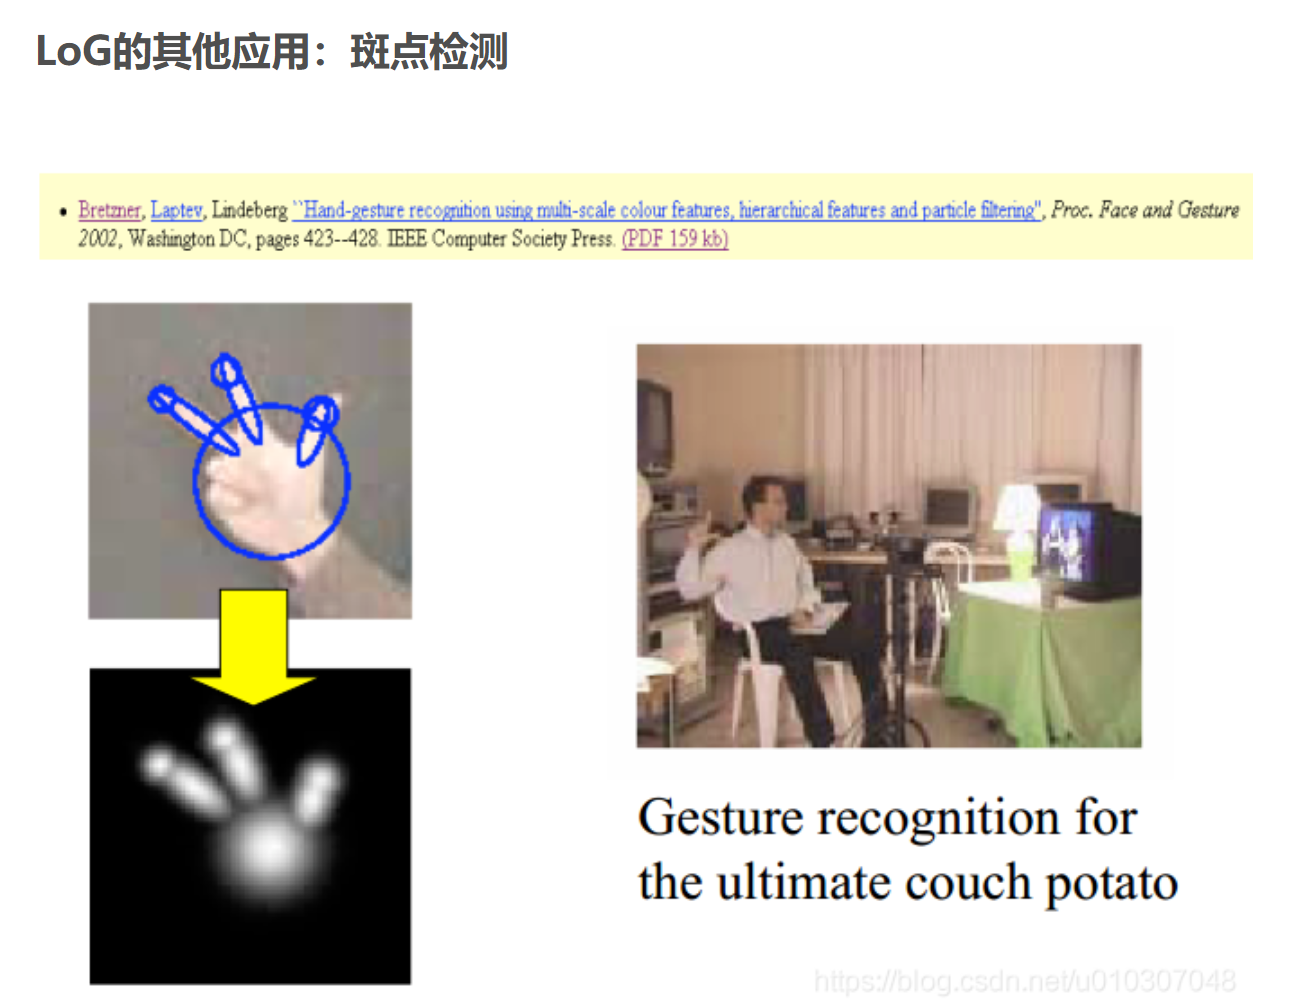 LoG的其他应用：斑点检测
• Bretzner, Laptev, Lindeberg ``Hand-gesture recognition using multi-scale colour features, hierarchical features and particle filtering", Proc. Face and Gesture
2002, Washington DC, pages 423--428. IEEE Computer Society Press. (PDF 159 kb)
Gesture recognition for
the ultimate couch potato
https://blog.csdn.net/u010307048